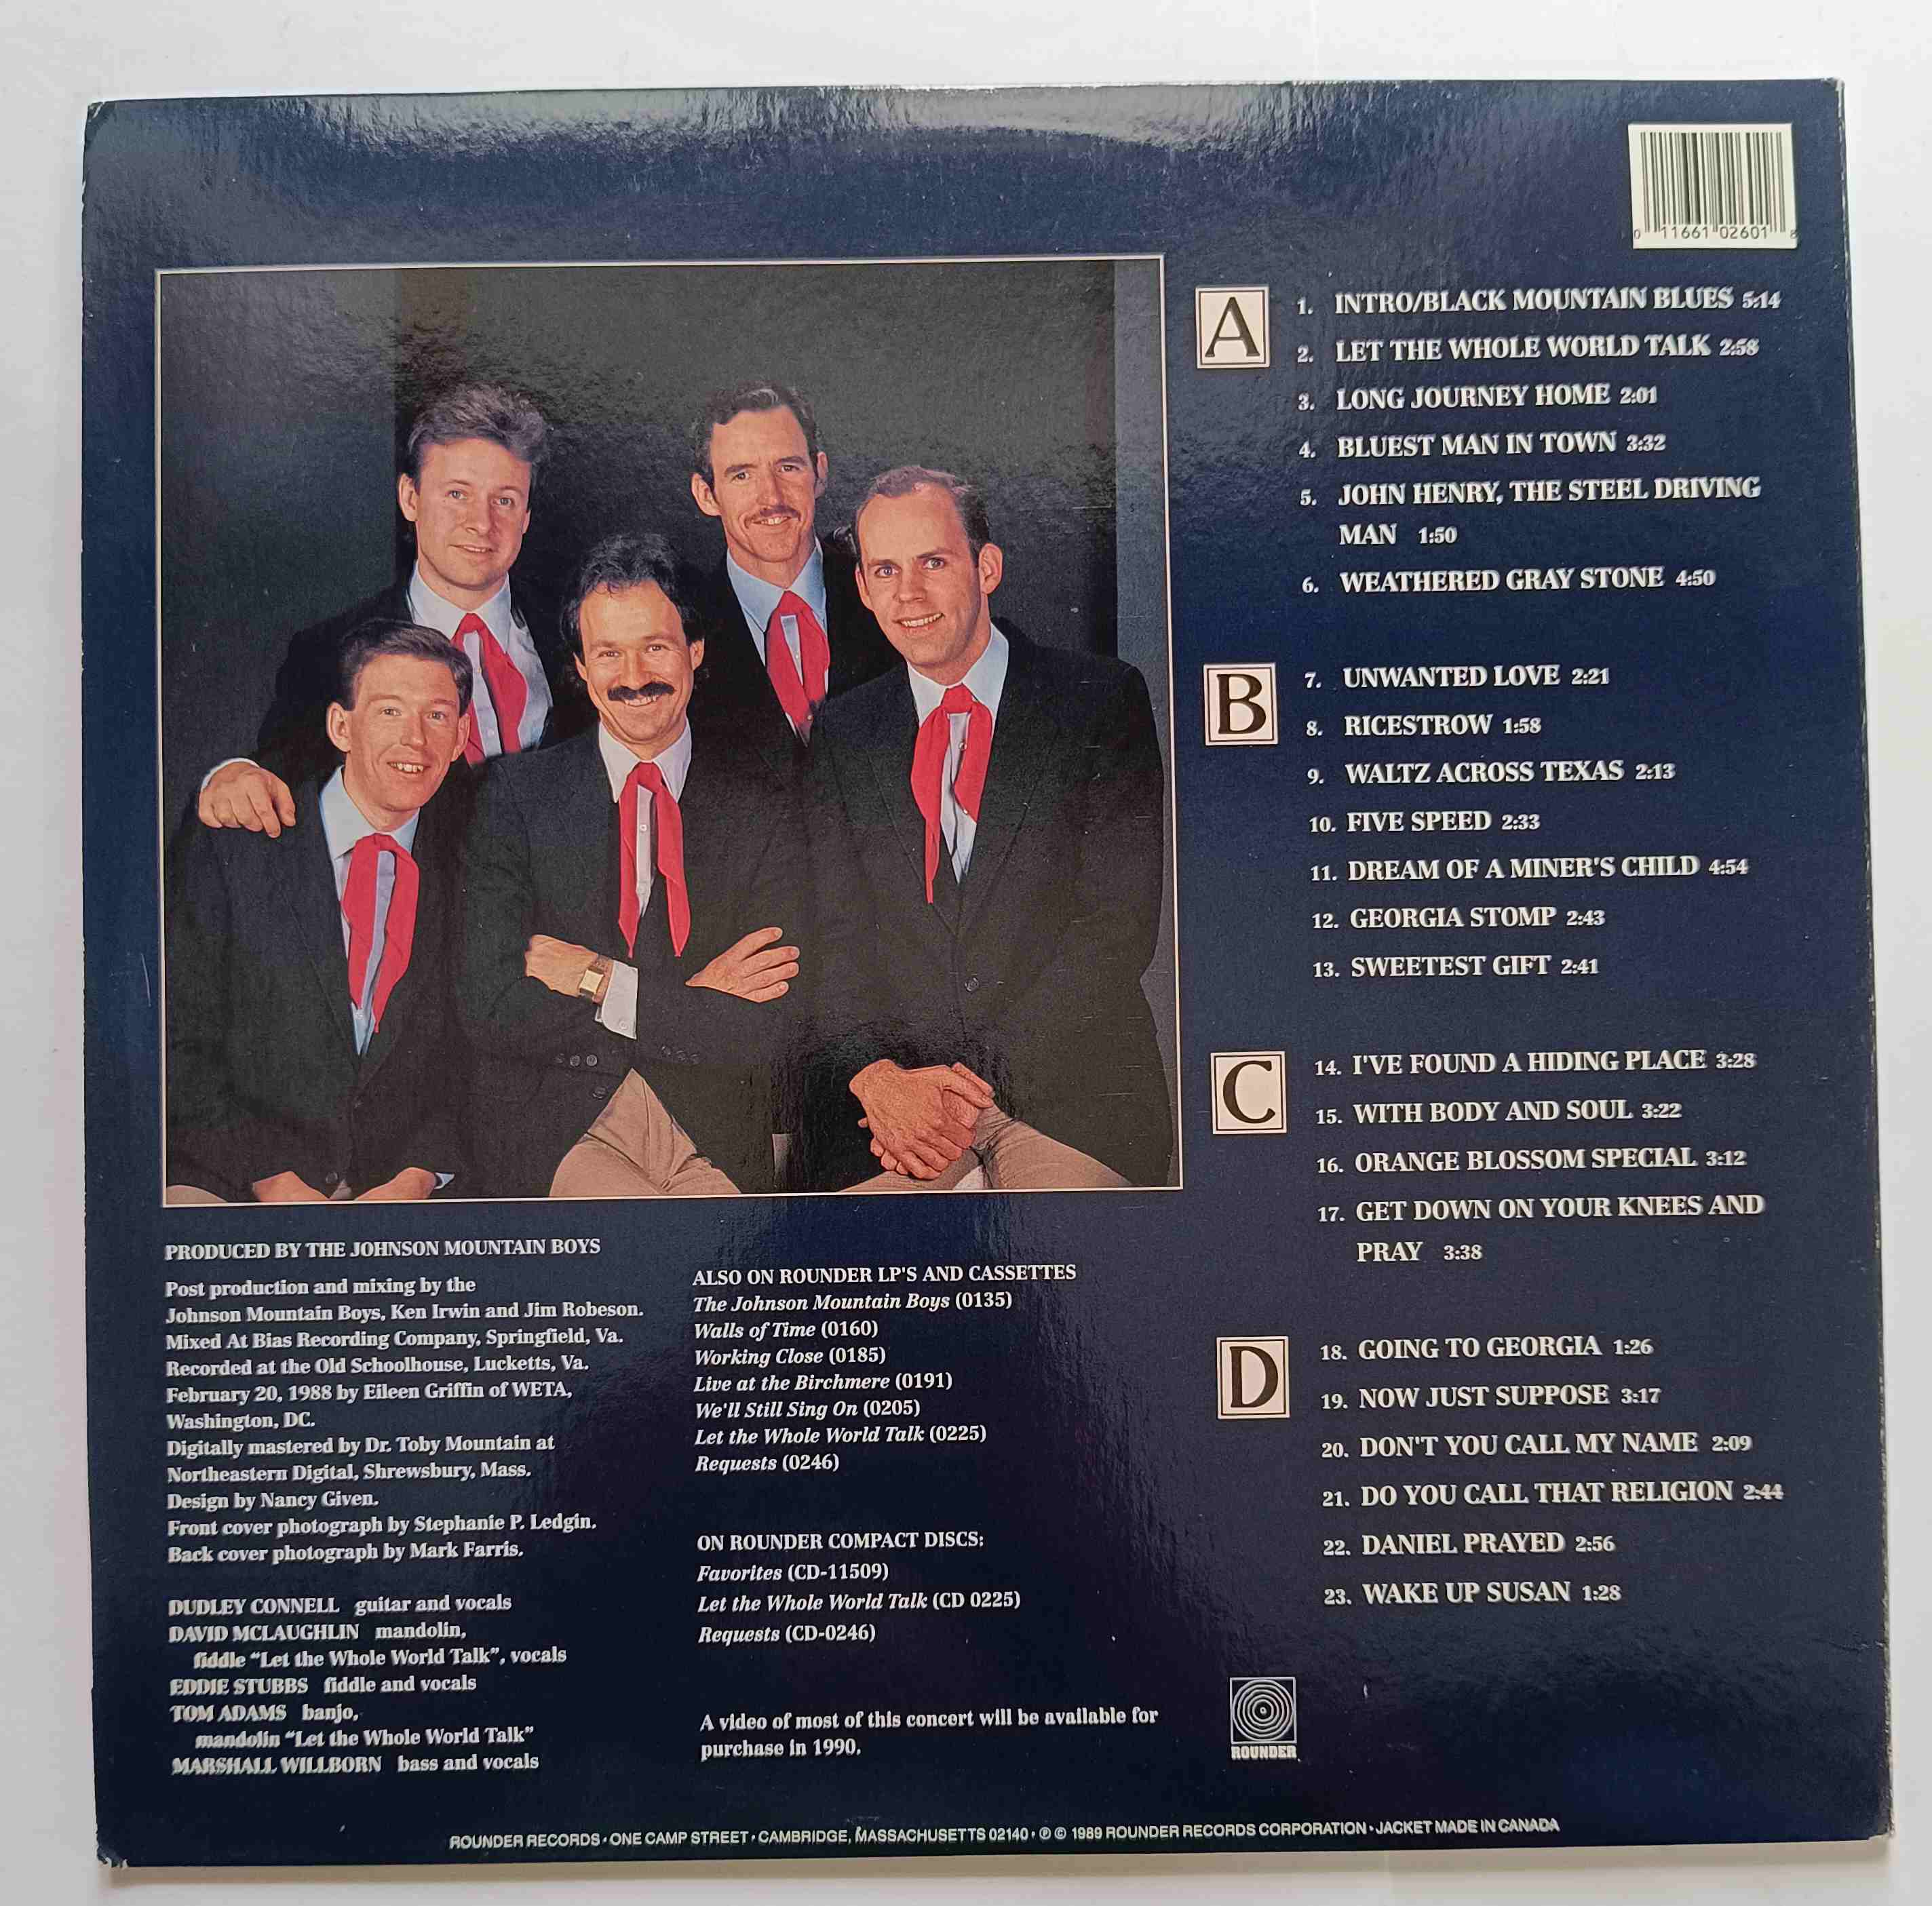 0 11661 02601 8
A
1. INTRO/BLACK MOUNTAIN BLUES 5:14
2. LET THE WHOLE WORLD TALK 2:58
3. LONG JOURNEY HOME 2:01
4. BLUEST MAN IN TOWN 3:32
5. JOHN HENRY, THE STEEL DRIVING
MAN 1:50
6. WEATHERED GRAY STONE 4:50
B
7. UNWANTED LOVE 2:21
8. RICESTROW 1:58
9. WALTZ ACROSS TEXAS 2:13
10. FIVE SPEED 2:33
11. DREAM OF A MINER'S CHILD 4:54
12. GEORGIA STOMP 2:43
13. SWEETEST GIFT 2:41
C
14. I'VE FOUND A HIDING PLACE 3:28
15. WITH BODY AND SOUL 3:22
16. ORANGE BLOSSOM SPECIAL 3:12
17. GET DOWN ON YOUR KNEES AND
PRAY 3:38
D
18. GOING TO GEORGIA 1:26
19. NOW JUST SUPPOSE 3:17
20. DON'T YOU CALL MY NAME 2:09
21. DO YOU CALL THAT RELIGION 2:44
22. DANIEL PRAYED 2:56
23. WAKE UP SUSAN 1:28
PRODUCED BY THE JOHNSON MOUNTAIN BOYS
Post production and mixing by the
Johnson Mountain Boys, Ken Irwin and Jim Robeson.
Mixed At Bias Recording Company, Springfield, Va.
Recorded at the Old Schoolhouse, Lucketts, Va.
February 20, 1988 by Eileen Griffin of WETA,
Washington, DC.
Digitally mastered by Dr. Toby Mountain at
Northeastern Digital, Shrewsbury, Mass.
Design by Nancy Given.
Front cover photograph by Stephanie P. Ledgin.
Back cover photograph by Mark Farris.
DUDLEY CONNELL guitar and vocals
DAVID MCLAUGHLIN mandolin,
fiddle "Let the Whole World Talk", vocals
EDDIE STUBBS fiddle and vocals
TOM ADAMS banjo,
mandolin "Let the Whole World Talk"
MARSHALL WILLBORN bass and vocals
ALSO ON ROUNDER LP'S AND CASSETTES
The Johnson Mountain Boys (0135)
Walls of Time (0160)
Working Close (0185)
Live at the Birchmere (0191)
We'll Still Sing On (0205)
Let the Whole World Talk (0225)
Requests (0246)
ON ROUNDER COMPACT DISCS:
Favorites (CD-11509)
Let the Whole World Talk (CD 0225)
Requests (CD-0246)
A video of most of this concert will be available for
purchase in 1990.
ROUNDER
ROUNDER RECORDS • ONE CAMP STREET • CAMBRIDGE, MASSACHUSETTS 02140 • ℗ © 1989 ROUNDER RECORDS CORPORATION • JACKET MADE IN CANADA